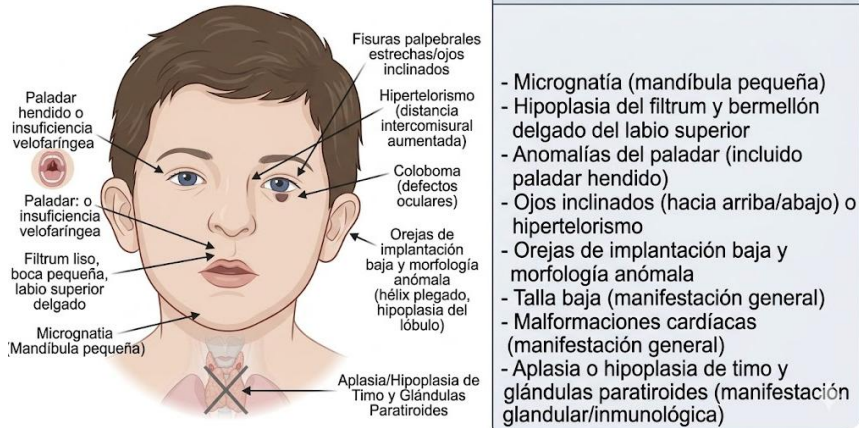 Fisuras palpebrales
estrechas/ojos
inclinados
Paladar
hendido o
insuficiencia
velofaríngea
Hipertelorismo
(distancia
intercomisural
aumentada)
Coloboma
(defectos
oculares)
Paladar: o
insuficiencia
velofaríngea
Orejas de
implantación
baja y morfología
anómala
(hélix plegado,
hipoplasia del
lóbulo)
Filtrum liso,
boca pequeña,
labio superior
delgado
Micrognatia
(Mandíbula pequeña)
Aplasia/Hipoplasia de
Timo y Glándulas
Paratiroides
- Micrognatía (mandíbula pequeña)
- Hipoplasia del filtrum y bermellón
delgado del labio superior
- Anomalías del paladar (incluido
paladar hendido)
- Ojos inclinados (hacia arriba/abajo) o
hipertelorismo
- Orejas de implantación baja y
morfología anómala
- Talla baja (manifestación general)
- Malformaciones cardíacas
(manifestación general)
- Aplasia o hipoplasia de timo y
glándulas paratiroides (manifestación
glandular/inmunológica)